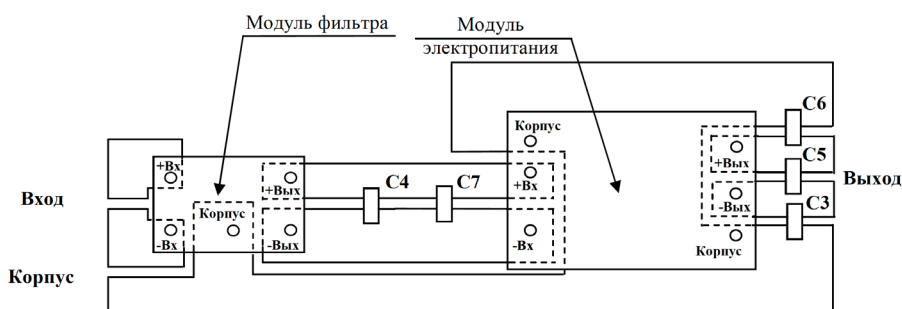 Модуль фильтра
Модуль
электропитания
C6
Корпус
+Вх
+Вых
C4
C7
+Вх
+Вых
C5
Выход
Вход
Корпус
-Вых
C3
-Вх
-Вых
-Вх
Корпус
Корпус